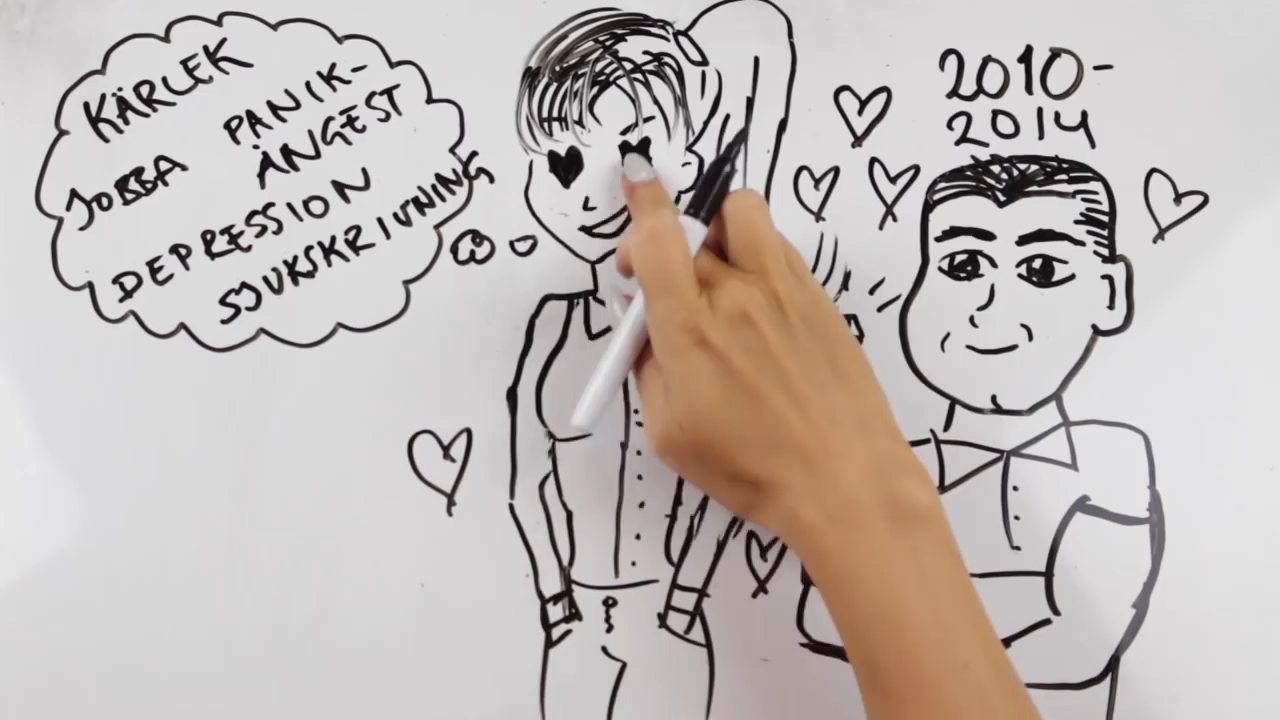 KÄRLEK
JOBBA PANIK-
ÅNGEST
DEPRESSION
SJUKSKRIVNING
2010-
2014